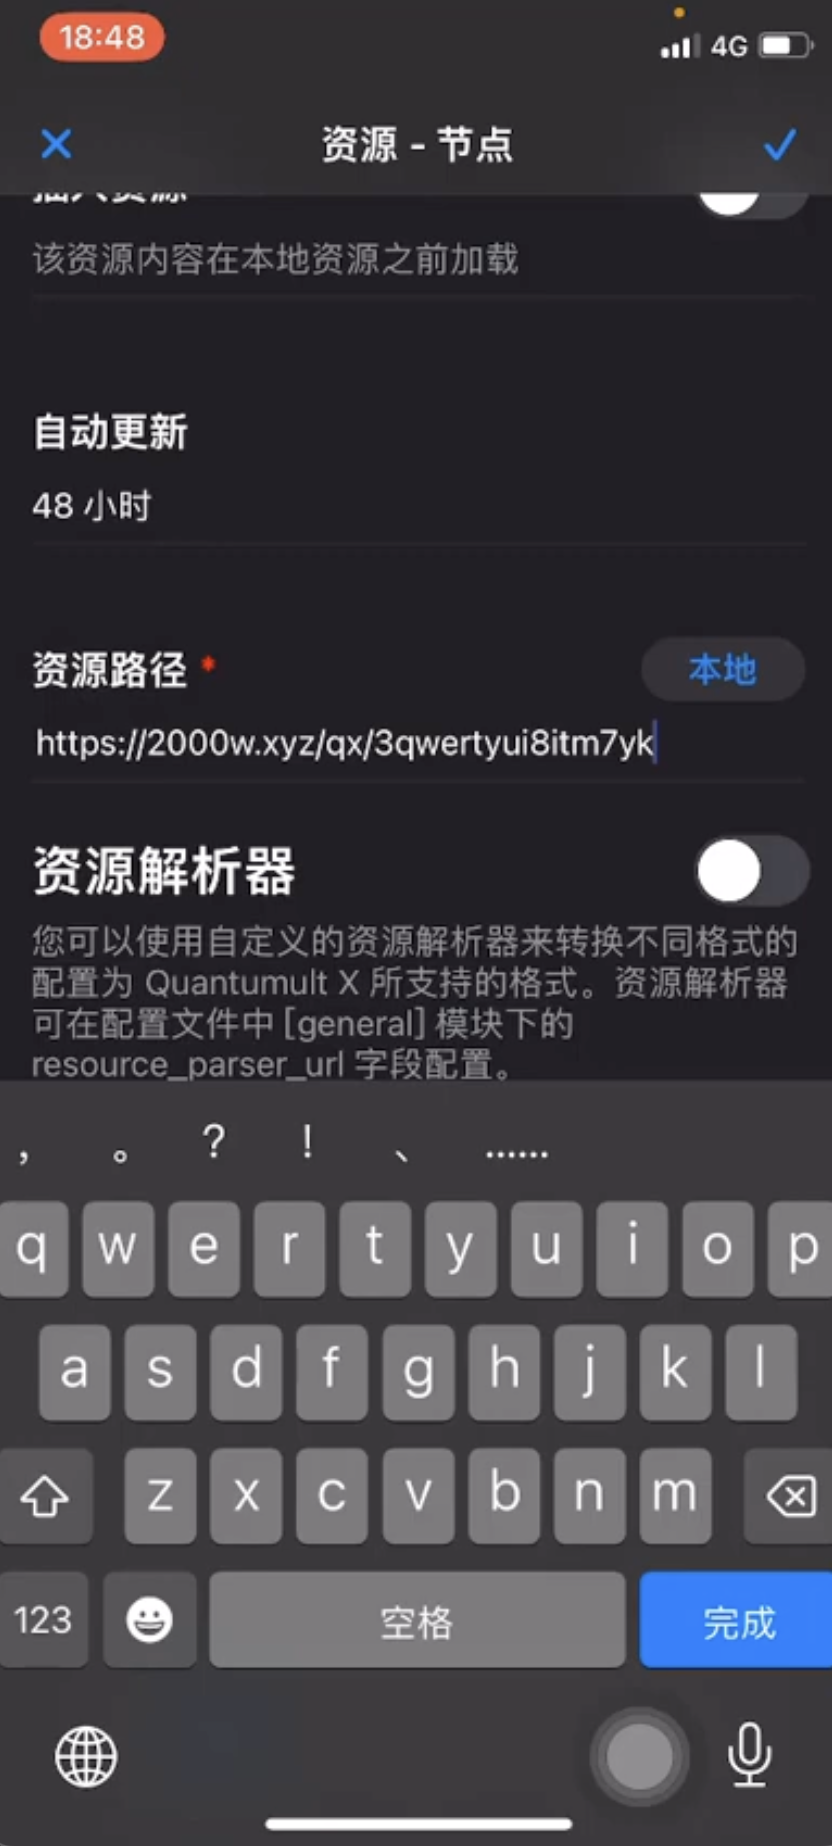 18:48
4G
资源 - 节点
插入资源
该资源内容在本地资源之前加载
自动更新
48 小时
资源路径 *
本地
https://2000w.xyz/qx/3qwertyui8itm7yk
资源解析器
您可以使用自定义的资源解析器来转换不同格式的
配置为 Quantumult X 所支持的格式。资源解析器
可在配置文件中 [general] 模块下的
resource_parser_url 字段配置。
， 。 ？ ！ 、 ……
q w e r t y u i o p
a s d f g h j k l
z x c v b n m
123
空格
完成